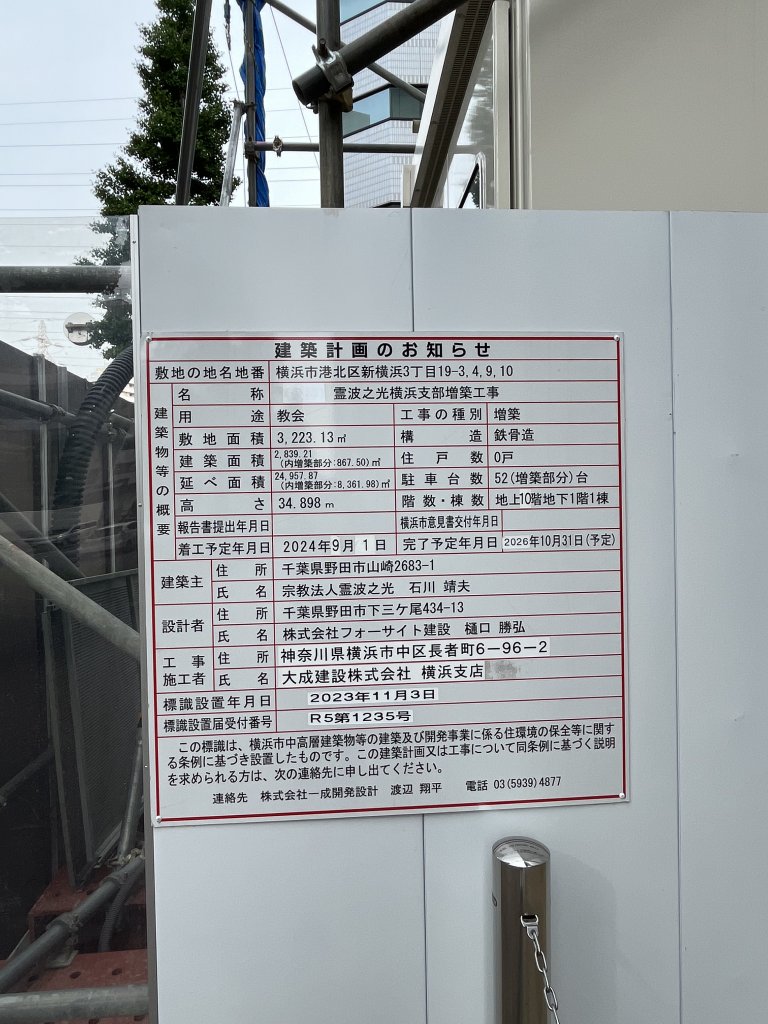 建築計画のお知らせ
敷地の地名地番 横浜市港北区新横浜3丁目19-3,4,9,10
建築物等の概要
名称 霊波之光横浜支部増築工事
用途 教会 工事の種別 増築
敷地面積 3,223.13㎡ 構造 鉄骨造
建築面積 2,839.21(内増築部分:867.50)㎡ 住戸数 0戸
延べ面積 24,957.87(内増築部分:8,361.98)㎡ 駐車台数 52(増築部分)台
高さ 34.898m 階数・棟数 地上10階地下1階1棟
報告書提出年月日 横浜市意見書交付年月日
着工予定年月日 2024年9月1日 完了予定年月日 2026年10月31日(予定)
建築主 住所 千葉県野田市山崎2683-1
氏名 宗教法人霊波之光 石川 靖夫
設計者 住所 千葉県野田市下三ケ尾434-13
氏名 株式会社フォーサイト建設 樋口 勝弘
工事施工者 住所 神奈川県横浜市中区長者町6-96-2
氏名 大成建設株式会社 横浜支店
標識設置年月日 2023年11月3日
標識設置届受付番号 R5第1235号
この標識は、横浜市中高層建築物等の建築及び開発事業に係る住環境の保全等に関す
る条例に基づき設置したものです。この建築計画又は工事について同条例に基づく説明
を求められる方は、次の連絡先に申し出てください。
連絡先 株式会社一成開発設計 渡辺 翔平 電話 03(5939)4877